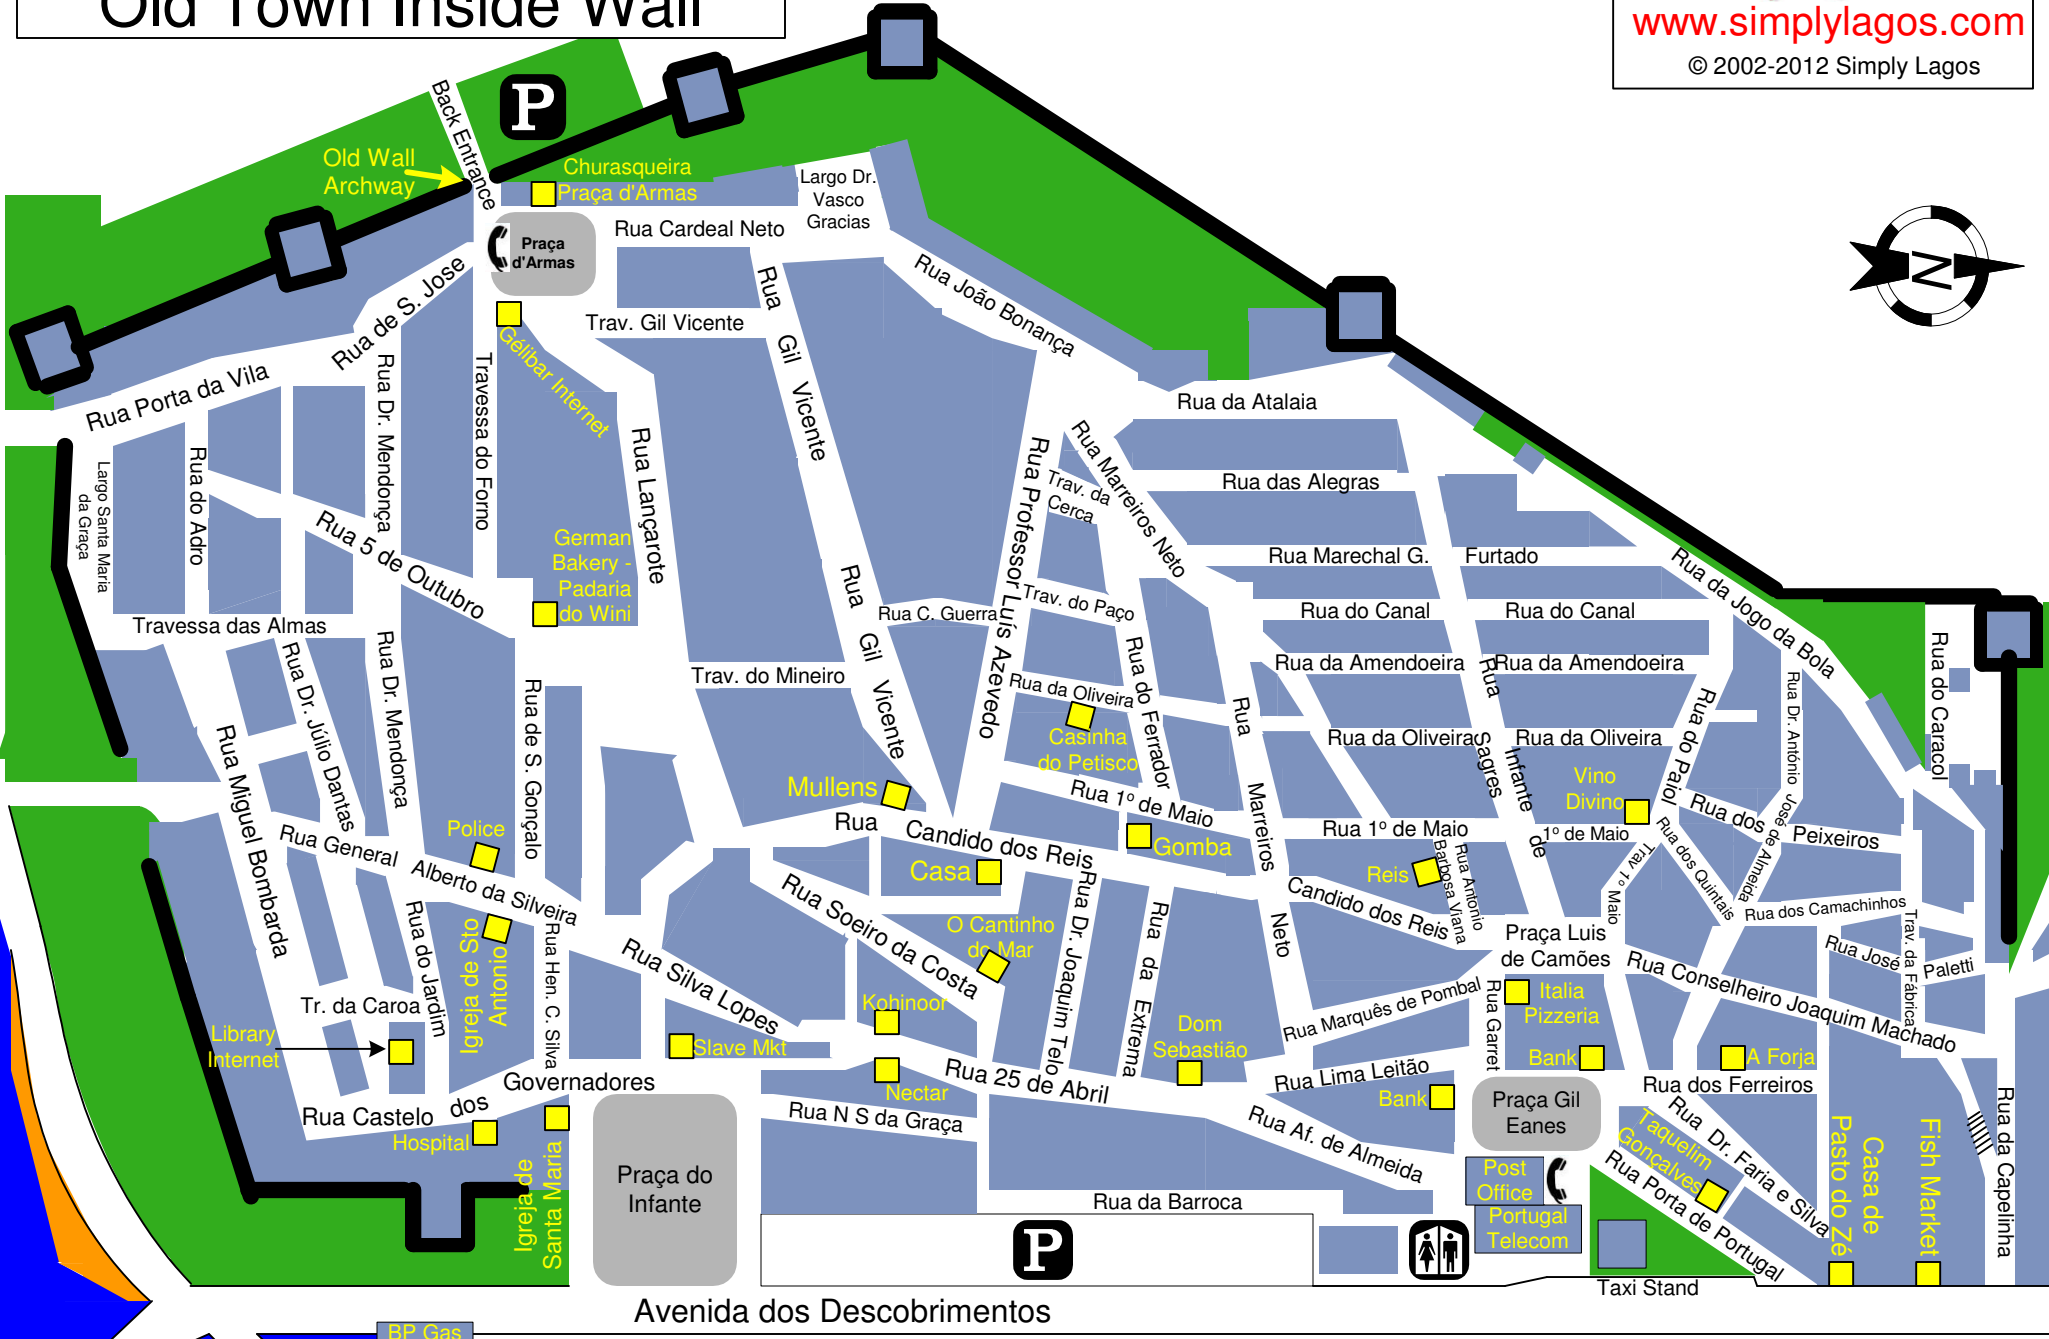 Old Town Inside Wall
www.simplylagos.com
© 2002-2012 Simply Lagos
Back Entrance
P
Old Wall
Archway
Churasqueira
Praça d'Armas
Largo Dr.
Vasco
Gracias
Praça
d'Armas
Rua Cardeal Neto
Rua João Bonança
N
Rua de S. Jose
Rua Porta da Vila
Gélibar Internet
Trav. Gil Vicente
Rua Gil Vicente
Rua da Atalaia
Rua Dr. Mendonça
Travessa do Forno
Rua Lançarote
Largo Santa Maria
da Graça
Rua do Adro
Rua 5 de Outubro
German
Bakery -
Padaria
do Wini
Rua Professor Luís Azevedo
Trav. da
Cerca
Rua Marreiros Neto
Rua das Alegras
Rua Marechal G. Furtado
Rua da Jogo da Bola
Rua do Canal
Rua do Canal
Travessa das Almas
Rua Gil Vicente
Rua C. Guerra
Trav. do Paço
Rua do Ferrador
Rua da Amendoeira
Rua da Amendoeira
Rua do Caracol
Rua Dr. Júlio Dantas
Rua Dr. Mendonça
Rua de S. Gonçalo
Trav. do Mineiro
Rua da Oliveira
Casinha
do Petisco
Rua Marreiros Neto
Rua da Oliveira
Rua da Oliveira
Rua Infante de Sagres
Rua do Paiol
Rua Dr. António José de Almeida
Rua Miguel Bombarda
Mullens
Vino
Divino
Rua 1º de Maio
Rua 1º de Maio
1º de Maio
Rua dos Peixeiros
Rua General Alberto da Silveira
Police
Rua Candido dos Reis
Casa
Gomba
Candido dos Reis
Reis
Rua Antonio
Barbosa Viana
Trav. 1º Maio
Rua dos Quintais
Rua dos Camachinhos
Rua do Jardim
Igreja de Sto
Antonio
Rua Hen. C. Silva
Rua Silva Lopes
Rua Soeiro da Costa
O Cantinho
do Mar
Rua Dr. Joaquim Telo
Rua da Extrema
Praça Luis
de Camões
Rua José Paletti
Trav. da Fábrica
Rua Conselheiro Joaquim Machado
Tr. da Caroa
Library
Internet
Kohinoor
Slave Mkt
Dom
Sebastião
Rua Marquês de Pombal
Rua Garret
Italia
Pizzeria
Bank
A Forja
Rua Castelo dos Governadores
Hospital
Igreja de
Santa Maria
Nectar
Rua 25 de Abril
Rua N S da Graça
Rua Lima Leitão
Bank
Rua Af. de Almeida
Praça Gil
Eanes
Rua dos Ferreiros
Rua Dr. Faria e Silva
Taquelim
Gonçalves
Rua Porta de Portugal
Casa de
Pasto do Zé
Fish Market
Rua da Capelinha
Praça do
Infante
Rua da Barroca
P
Post
Office
Portugal
Telecom
Taxi Stand
Avenida dos Descobrimentos
BP Gas